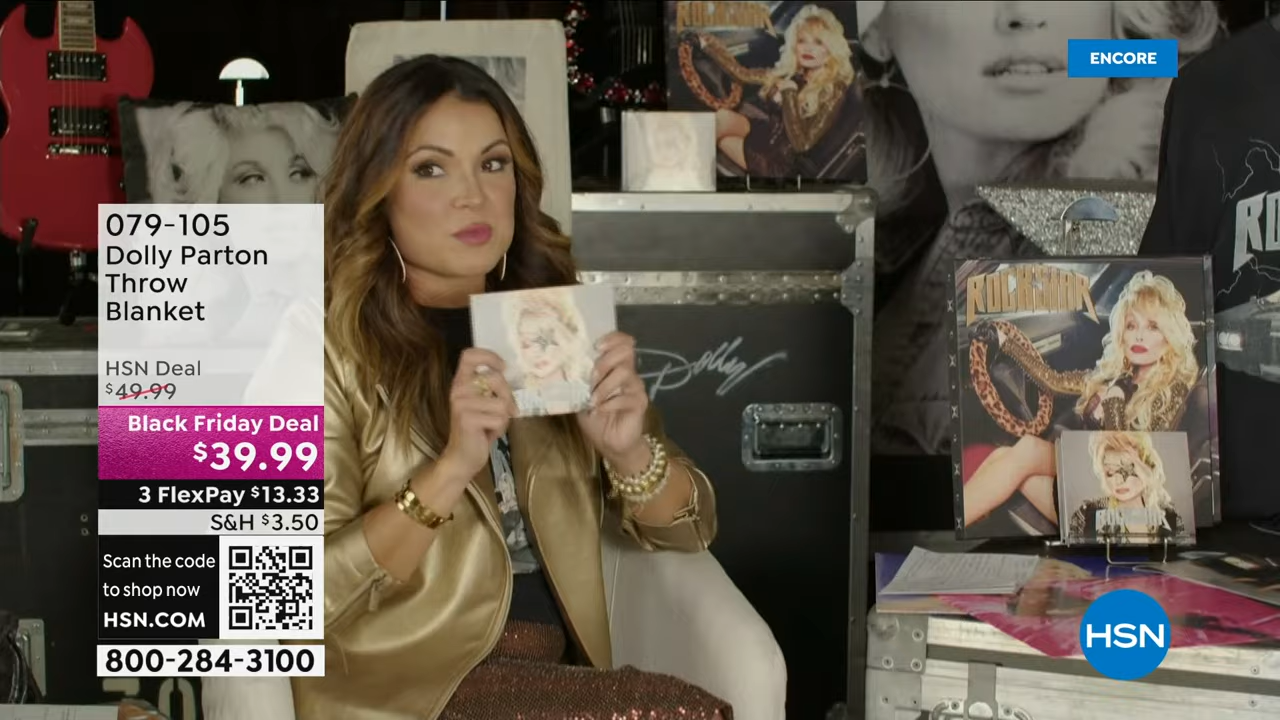 ENCORE
ROCKSTAR
079-105
Dolly Parton
Throw
Blanket
HSN Deal
$49.99
Black Friday Deal
$39.99
3 FlexPay $13.33
S&H $3.50
Scan the code
to shop now
HSN.COM
800-284-3100
Dolly
ROCKSTAR
ROCKSTAR
HSN